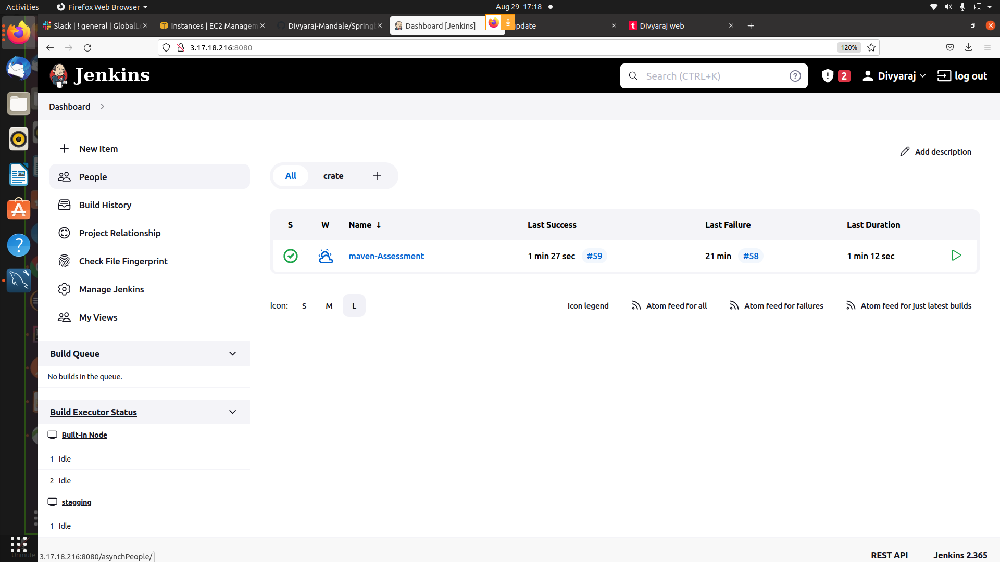 Activities
Firefox Web Browser
Aug 29 17:18
Slack | ! general | GlobalL
Instances | EC2 Managem
Divyaraj-Mandale/Spring
Dashboard [Jenkins]
pdate
Divyaraj web
3.17.18.216:8080
120%
Jenkins
Search (CTRL+K)
2
Divyaraj
log out
Dashboard
New Item
People
Build History
Project Relationship
Check File Fingerprint
Manage Jenkins
My Views
Build Queue
No builds in the queue.
Build Executor Status
Built-In Node
1 Idle
2 Idle
stagging
1 Idle
Add description
All
crate
S W Name ↓ Last Success Last Failure Last Duration
maven-Assessment 1 min 27 sec #59 21 min #58 1 min 12 sec
Icon: S M L
Icon legend
Atom feed for all
Atom feed for failures
Atom feed for just latest builds
Unmute
3.17.18.216:8080/asynchPeople/
REST API
Jenkins 2.365